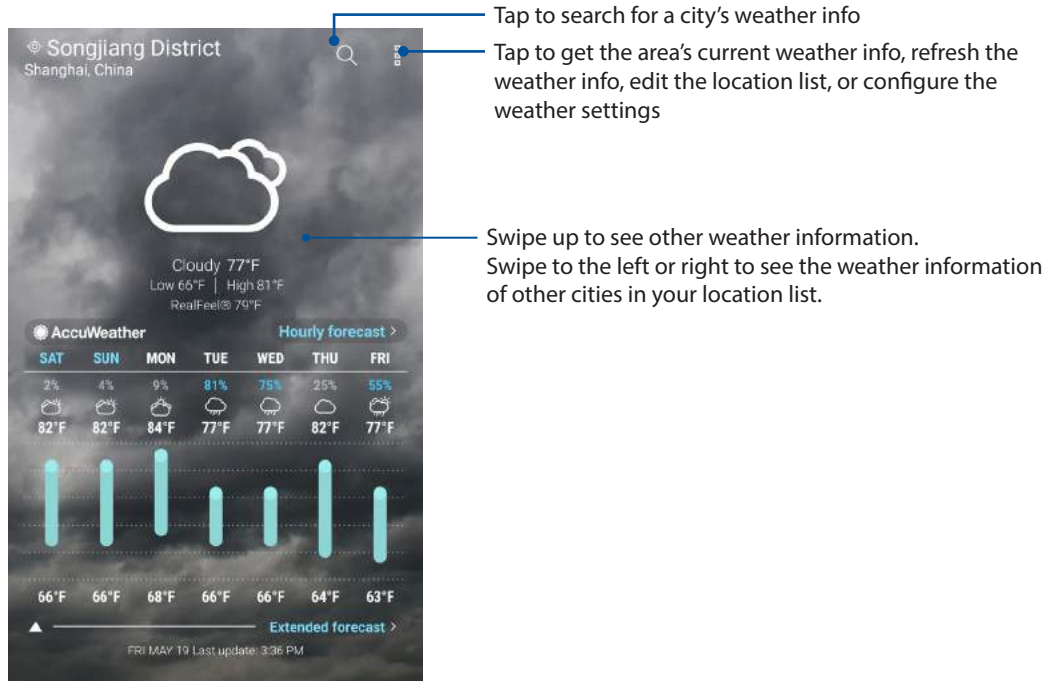 Tap to search for a city's weather info
Tap to get the area's current weather info, refresh the
weather info, edit the location list, or configure the
weather settings
Songjiang District
Shanghai, China
Swipe up to see other weather information.
Swipe to the left or right to see the weather information
of other cities in your location list.
Cloudy 77°F
Low 66°F | High 81°F
RealFeel® 79°F
AccuWeather Hourly forecast >
SAT SUN MON TUE WED THU FRI
2% 4% 9% 81% 75% 25% 55%
82°F 82°F 84°F 77°F 77°F 82°F 77°F
66°F 66°F 68°F 66°F 66°F 64°F 63°F
Extended forecast >
FRI MAY 19 Last update: 3:36 PM